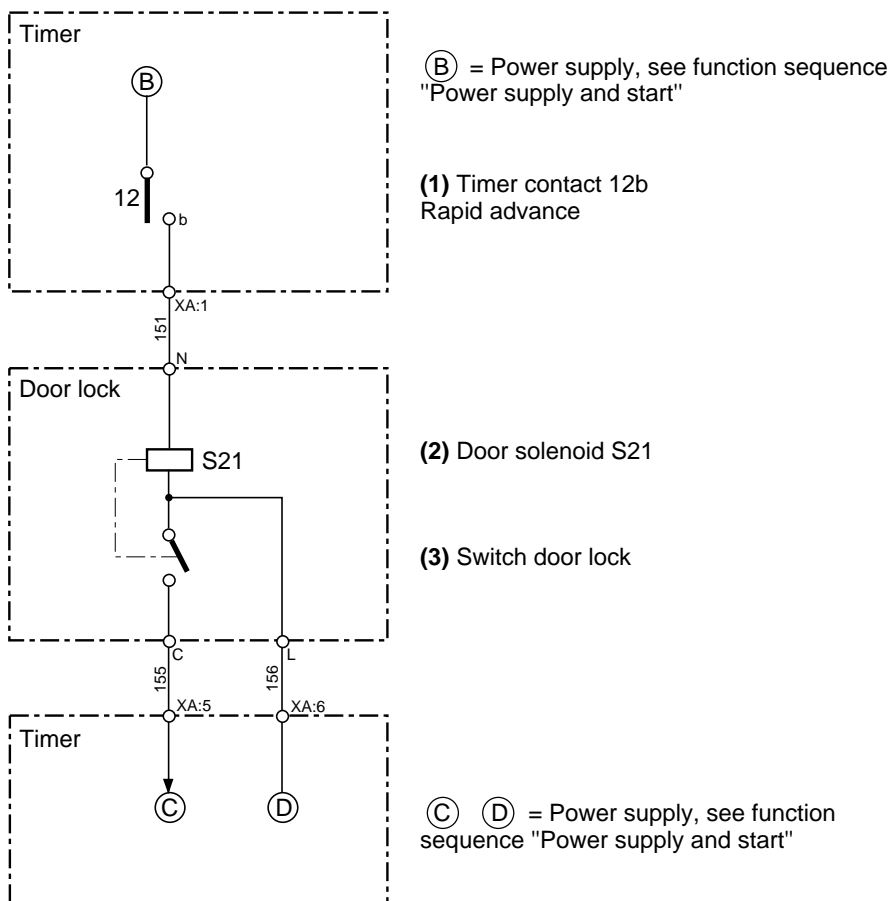 Timer
B
12
b
XA:1
151
N
Door lock
S21
C
L
155
156
XA:5
XA:6
Timer
C
D
B = Power supply, see function sequence
"Power supply and start"
(1) Timer contact 12b
Rapid advance
(2) Door solenoid S21
(3) Switch door lock
C D = Power supply, see function
sequence "Power supply and start"